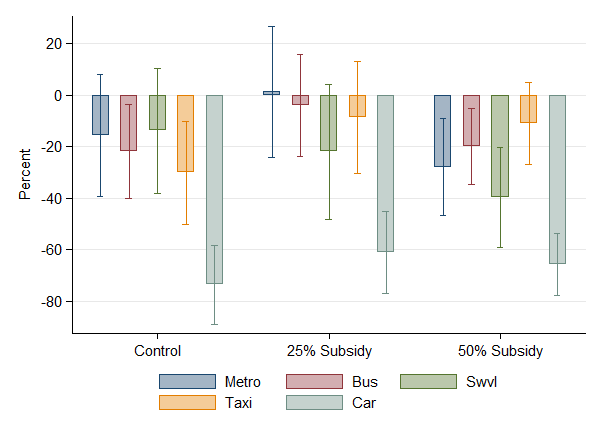 20
0
-20
-40
-60
-80
Percent
Control 25% Subsidy 50% Subsidy
Metro Bus Swvl
Taxi Car